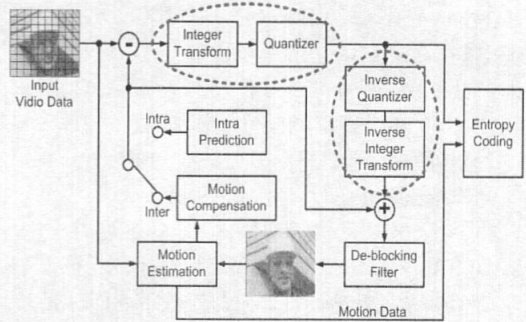 Integer
Transform
Quantizer
Input
Vidio Data
Inverse
Quantizer
Intra
Intra
Prediction
Entropy
Coding
Inverse
Integer
Transform
Inter
Motion
Compensation
Motion
Estimation
De-blocking
Filter
Motion Data